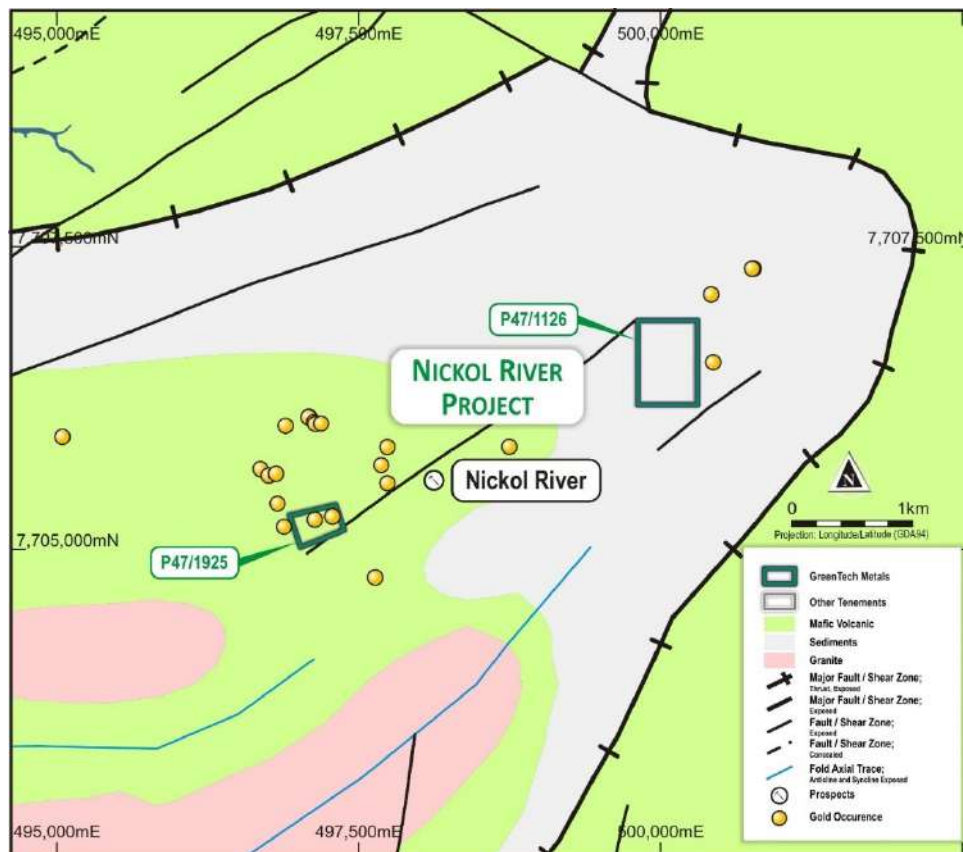 495,000mE
497,500mE
500,000mE
7,707,500mN
7,707,500mN
P47/1126
NICKOL RIVER
PROJECT
Nickol River
N
0 1km
Projection: Longitude/Latitude (GDA94)
7,705,000mN
P47/1925
GreenTech Metals
Other Tenements
Mafic Volcanic
Sediments
Granite
Major Fault / Shear Zone;
Thrust, Exposed
Major Fault / Shear Zone;
Exposed
Fault / Shear Zone;
Exposed
Fault / Shear Zone;
Concealed
Fold Axial Trace;
Anticline and Syncline Exposed
Prospects
Gold Occurence
495,000mE
497,500mE
500,000mE